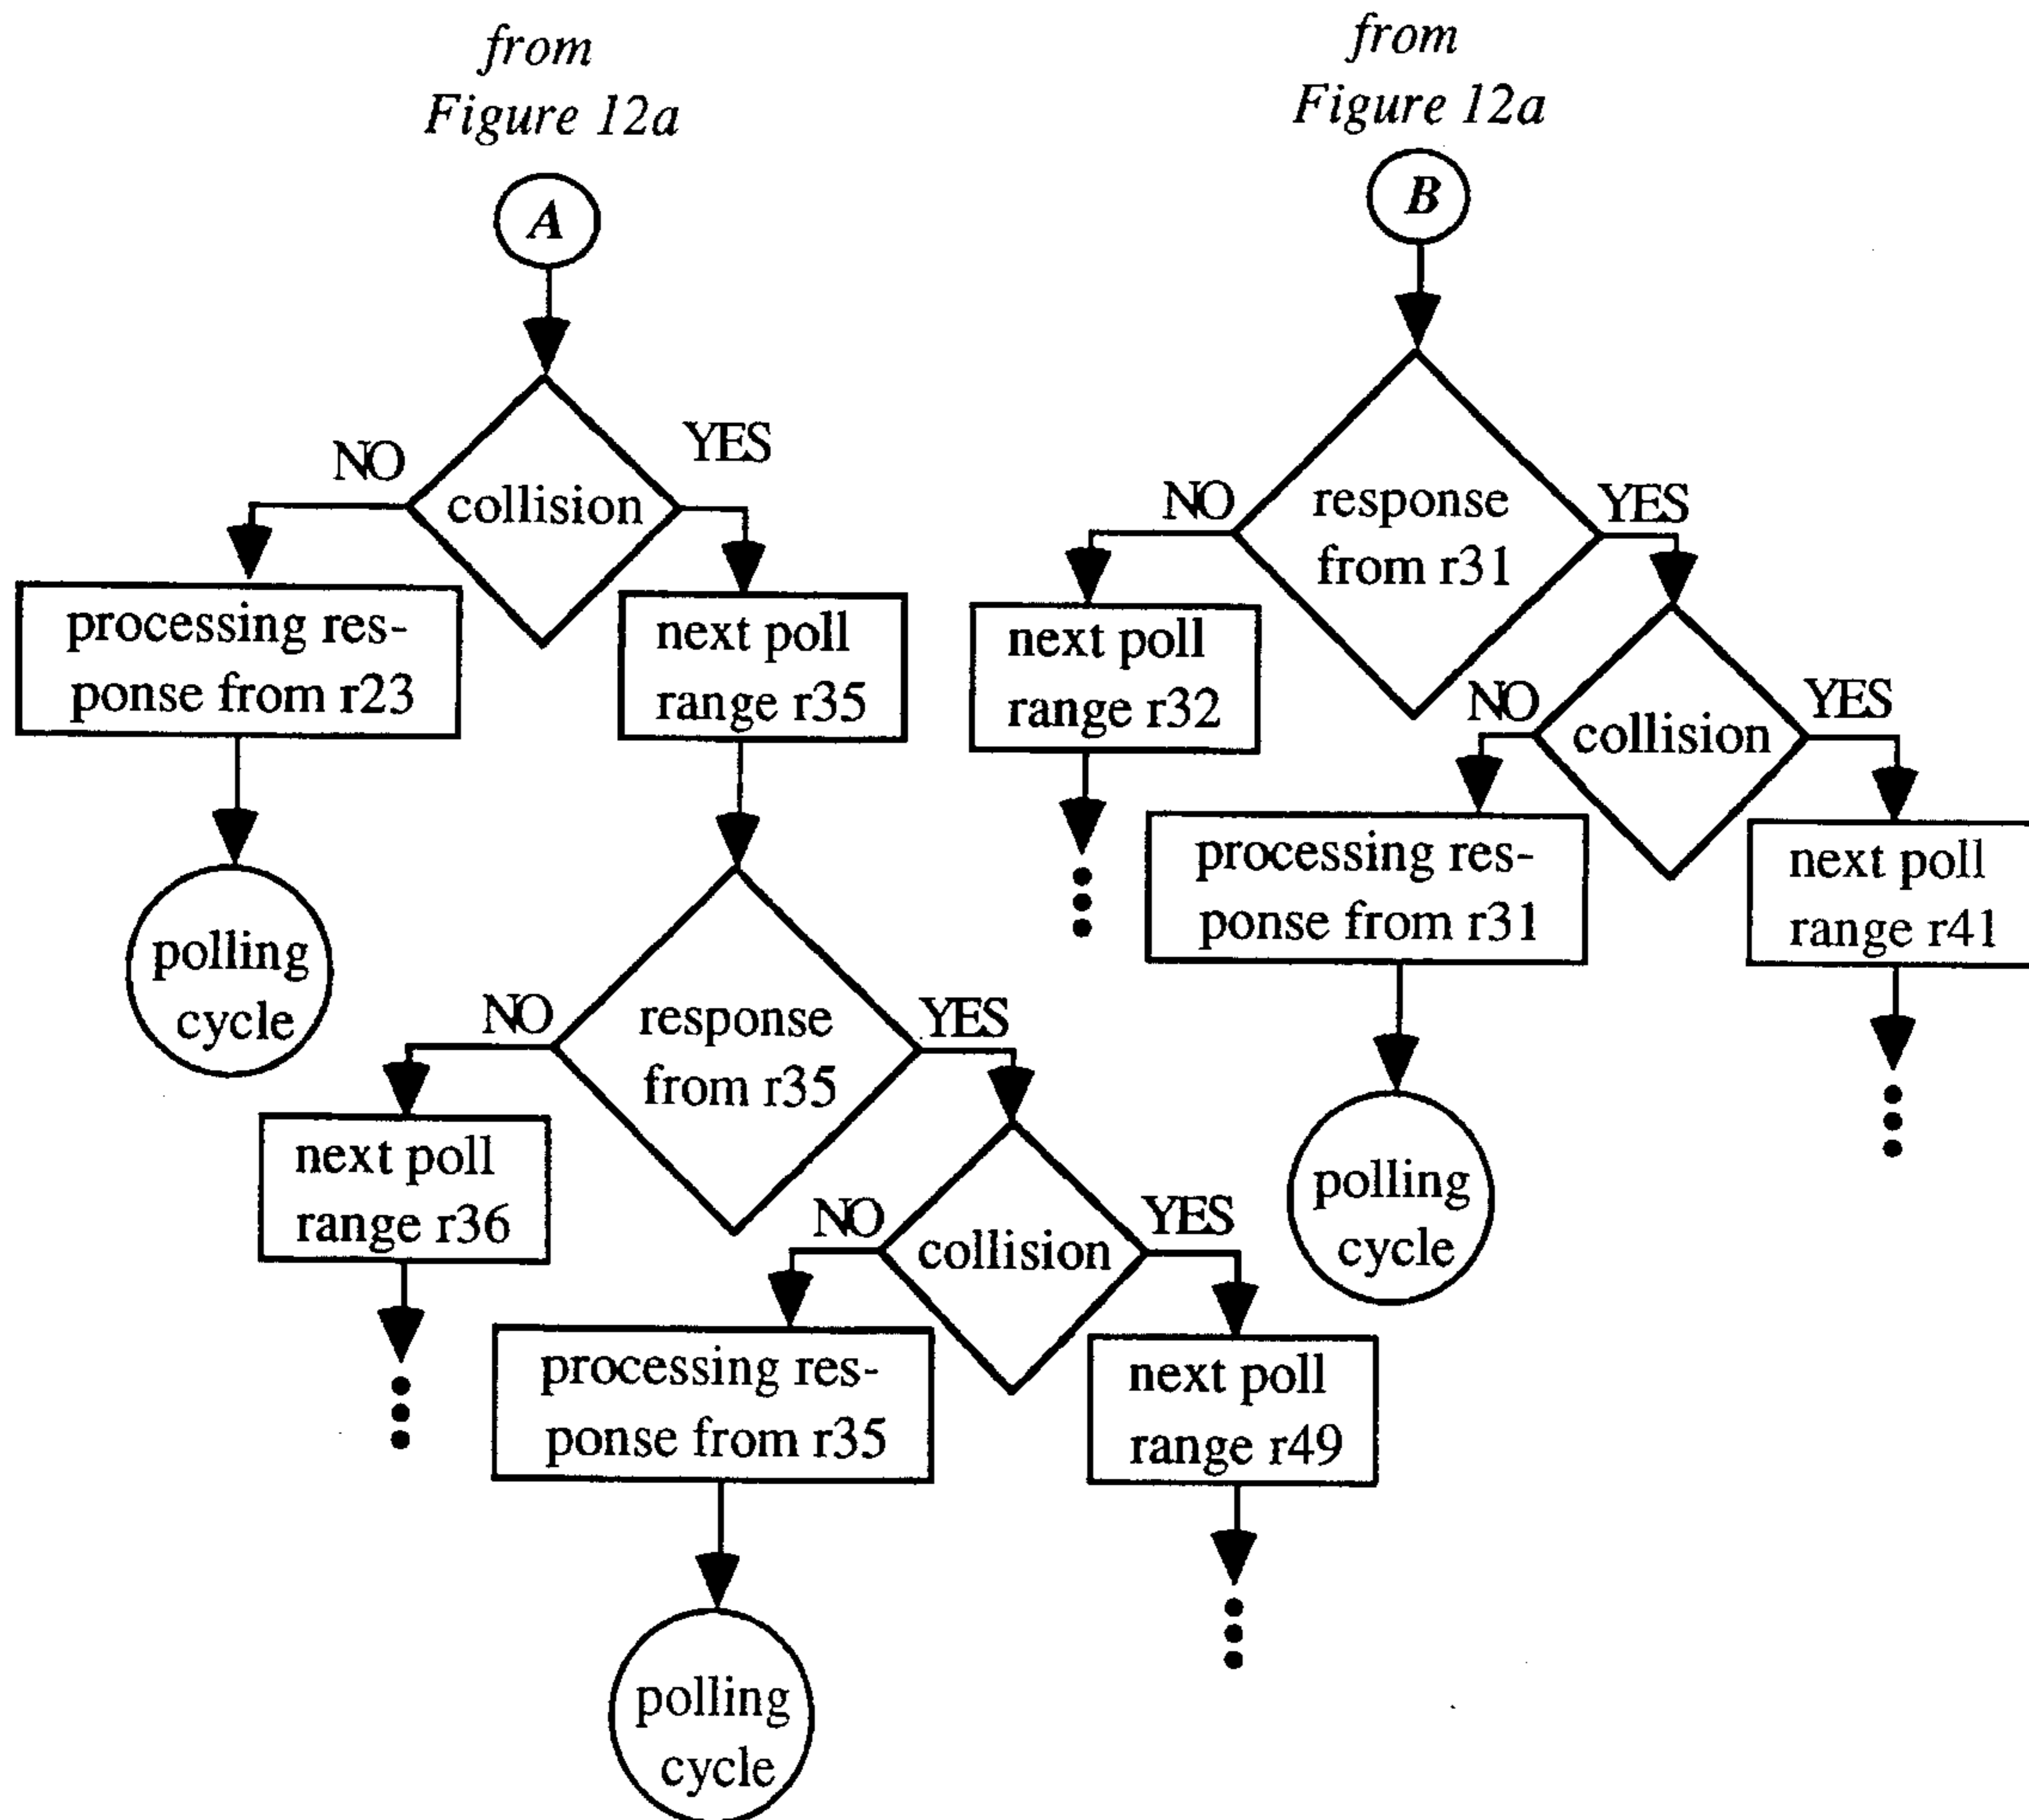 from
Figure 12a
A
NO
YES
collision
processing res-
ponse from r23
next poll
range r35
polling
cycle
NO
YES
response
from r35
next poll
range r36
NO
YES
collision
processing res-
ponse from r35
next poll
range r49
polling
cycle
from
Figure 12a
B
NO
YES
response
from r31
next poll
range r32
NO
YES
collision
processing res-
ponse from r31
next poll
range r41
polling
cycle